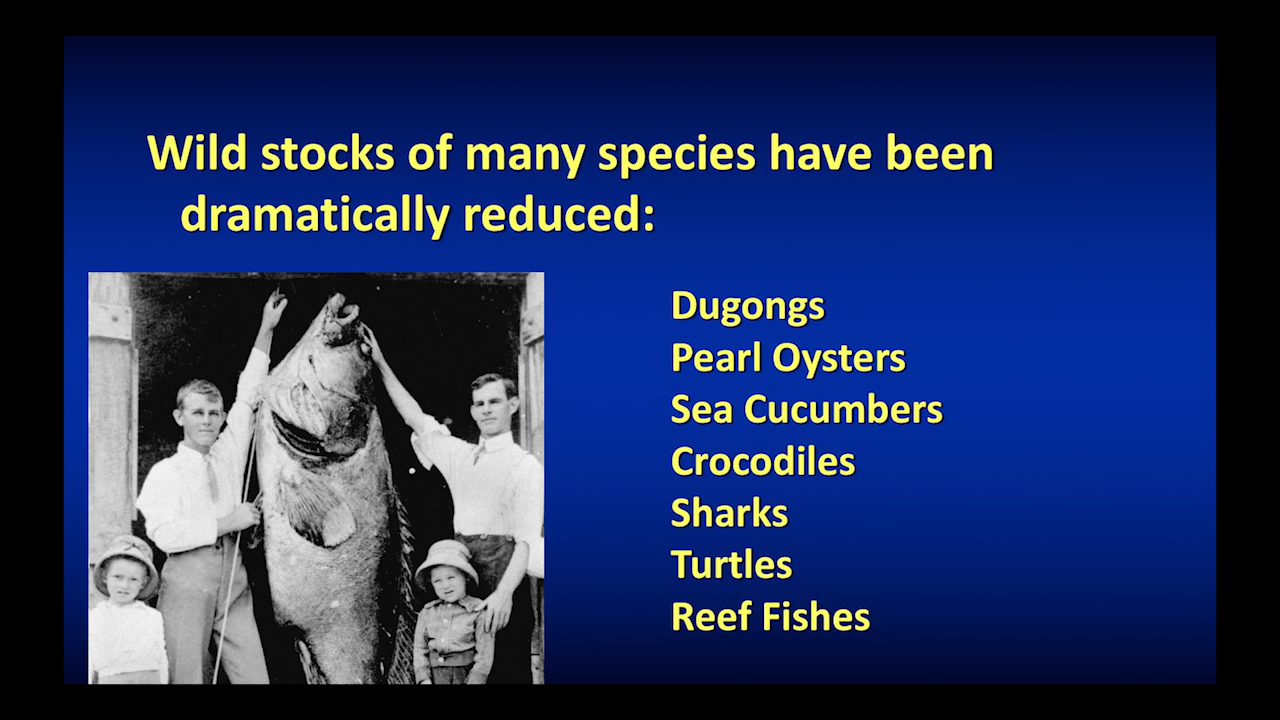 Wild stocks of many species have been
dramatically reduced:
Dugongs
Pearl Oysters
Sea Cucumbers
Crocodiles
Sharks
Turtles
Reef Fishes